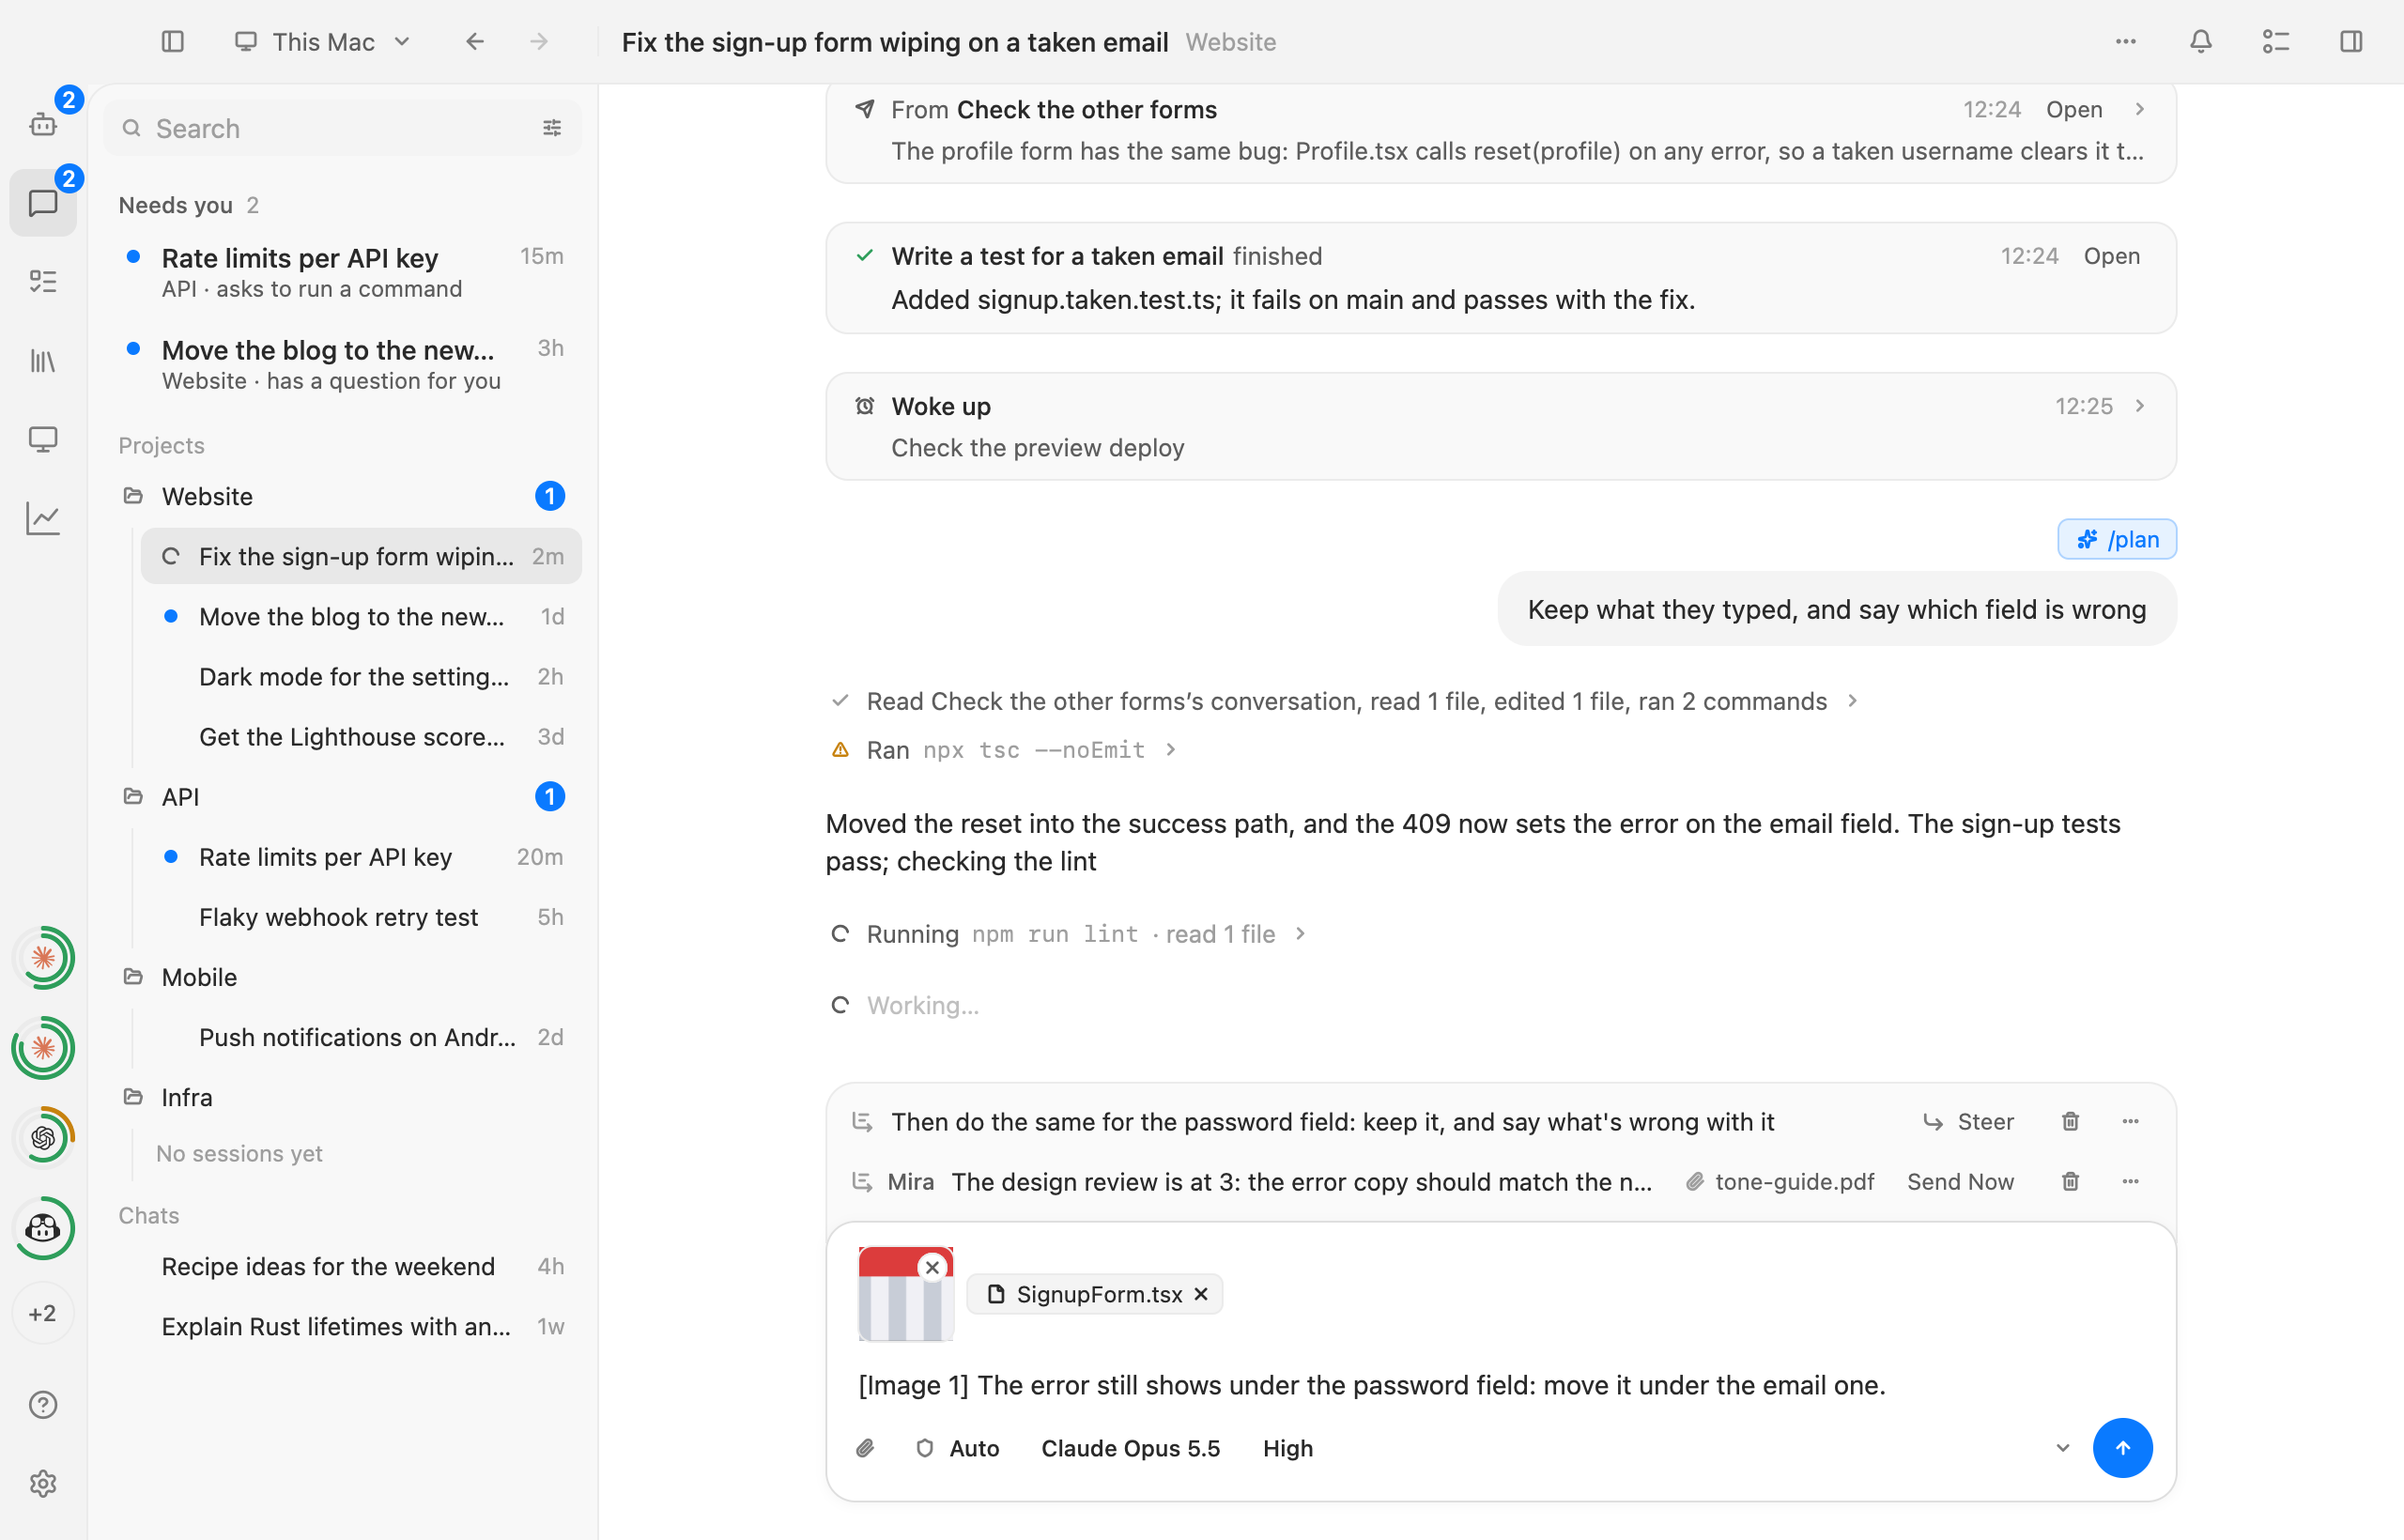 This Mac
Fix the sign-up form wiping on a taken email Website
2
2
Search
Needs you 2
Rate limits per API key 15m
API · asks to run a command
Move the blog to the new... 3h
Website · has a question for you
Projects
Website 1
Fix the sign-up form wipin... 2m
Move the blog to the new... 1d
Dark mode for the setting... 2h
Get the Lighthouse score... 3d
API 1
Rate limits per API key 20m
Flaky webhook retry test 5h
Mobile
Push notifications on Andr... 2d
Infra
No sessions yet
Chats
Recipe ideas for the weekend 4h
Explain Rust lifetimes with an... 1w
+2
From Check the other forms 12:24 Open
The profile form has the same bug: Profile.tsx calls reset(profile) on any error, so a taken username clears it t...
Write a test for a taken email finished 12:24 Open
Added signup.taken.test.ts; it fails on main and passes with the fix.
Woke up 12:25
Check the preview deploy
/plan
Keep what they typed, and say which field is wrong
Read Check the other forms’s conversation, read 1 file, edited 1 file, ran 2 commands
Ran npx tsc --noEmit
Moved the reset into the success path, and the 409 now sets the error on the email field. The sign-up tests
pass; checking the lint
Running npm run lint · read 1 file
Working...
Then do the same for the password field: keep it, and say what's wrong with it Steer
Mira The design review is at 3: the error copy should match the n... tone-guide.pdf Send Now
SignupForm.tsx
[Image 1] The error still shows under the password field: move it under the email one.
Auto Claude Opus 5.5 High